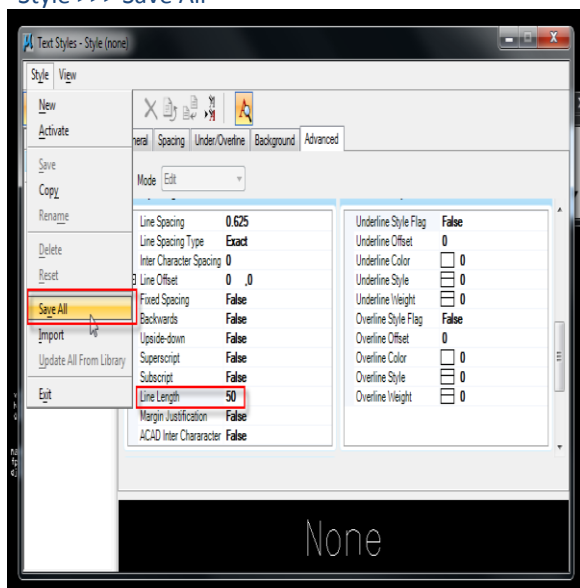 Style >>> Save All
Text Styles - Style (none)
Style View
New
Activate
Save
Copy
Rename
Delete
Reset
Save All
Import
Update All From Library
Exit
neral Spacing Under/Overline Background Advanced
Mode Edit
Line Spacing 0.625
Line Spacing Type Exact
Inter Character Spacing 0
Line Offset 0 ,0
Fixed Spacing False
Backwards False
Upside-down False
Superscript False
Subscript False
Line Length 50
Margin Justification False
ACAD Inter Chararacter False
Underline Style Flag False
Underline Offset 0
Underline Color 0
Underline Style 0
Underline Weight 0
Overline Style Flag False
Overline Offset 0
Overline Color 0
Overline Style 0
Overline Weight 0
None